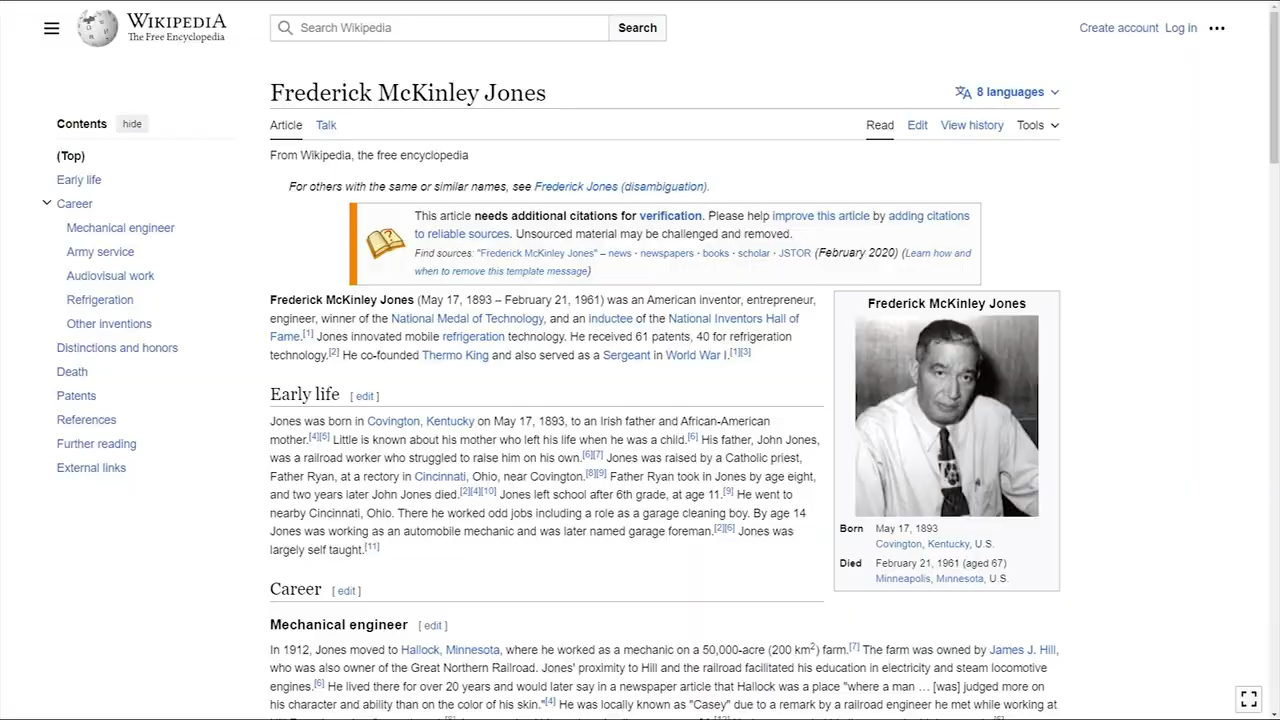 WIKIPEDIA
The Free Encyclopedia
Search Wikipedia
Search
Create account Log in
Contents hide
(Top)
Early life
Career
Mechanical engineer
Army service
Audiovisual work
Refrigeration
Other inventions
Distinctions and honors
Death
Patents
References
Further reading
External links
Frederick McKinley Jones
8 languages
Article Talk
Read Edit View history Tools
From Wikipedia, the free encyclopedia
For others with the same or similar names, see Frederick Jones (disambiguation).
This article needs additional citations for verification. Please help improve this article by adding citations
to reliable sources. Unsourced material may be challenged and removed.
Find sources: "Frederick McKinley Jones" – news · newspapers · books · scholar · JSTOR (February 2020) (Learn how and
when to remove this template message)
Frederick McKinley Jones (May 17, 1893 – February 21, 1961) was an American inventor, entrepreneur,
engineer, winner of the National Medal of Technology, and an inductee of the National Inventors Hall of
Fame.[1] Jones innovated mobile refrigeration technology. He received 61 patents, 40 for refrigeration
technology.[2] He co-founded Thermo King and also served as a Sergeant in World War I.[1][3]
Frederick McKinley Jones
Born May 17, 1893
Covington, Kentucky, U.S.
Died February 21, 1961 (aged 67)
Minneapolis, Minnesota, U.S.
Early life [ edit ]
Jones was born in Covington, Kentucky on May 17, 1893, to an Irish father and African-American
mother.[4][5] Little is known about his mother who left his life when he was a child.[6] His father, John Jones,
was a railroad worker who struggled to raise him on his own.[6][7] Jones was raised by a Catholic priest,
Father Ryan, at a rectory in Cincinnati, Ohio, near Covington.[8][9] Father Ryan took in Jones by age eight,
and two years later John Jones died.[2][4][10] Jones left school after 6th grade, at age 11.[9] He went to
nearby Cincinnati, Ohio. There he worked odd jobs including a role as a garage cleaning boy. By age 14
Jones was working as an automobile mechanic and was later named garage foreman.[2][6] Jones was
largely self taught.[11]
Career [ edit ]
Mechanical engineer [ edit ]
In 1912, Jones moved to Hallock, Minnesota, where he worked as a mechanic on a 50,000-acre (200 km²) farm.[7] The farm was owned by James J. Hill,
who was also owner of the Great Northern Railroad. Jones' proximity to Hill and the railroad facilitated his education in electricity and steam locomotive
engines.[6] He lived there for over 20 years and would later say in a newspaper article that Hallock was a place "where a man … [was] judged more on
his character and ability than on the color of his skin."[4] He was locally known as "Casey" due to a remark by a railroad engineer he met while working at